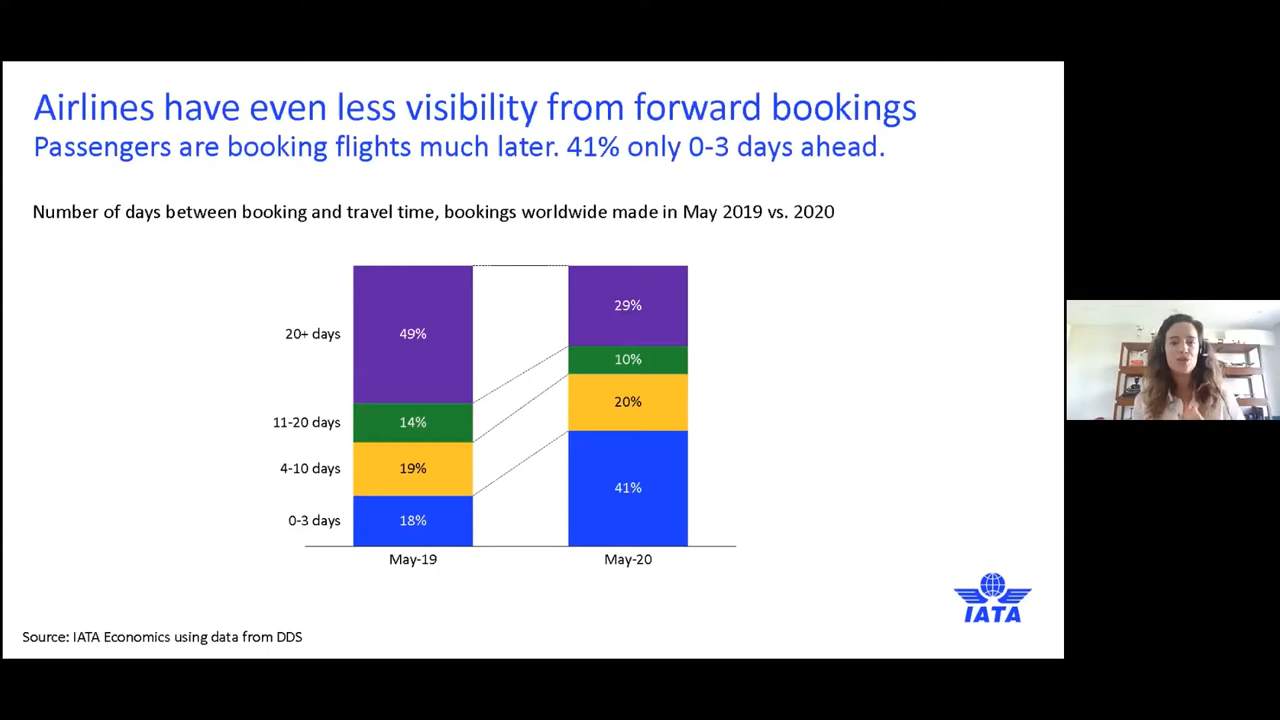 Airlines have even less visibility from forward bookings
Passengers are booking flights much later. 41% only 0-3 days ahead.
Number of days between booking and travel time, bookings worldwide made in May 2019 vs. 2020
20+ days
49%
29%
11-20 days
14%
10%
4-10 days
19%
20%
0-3 days
18%
41%
May-19
May-20
IATA
Source: IATA Economics using data from DDS